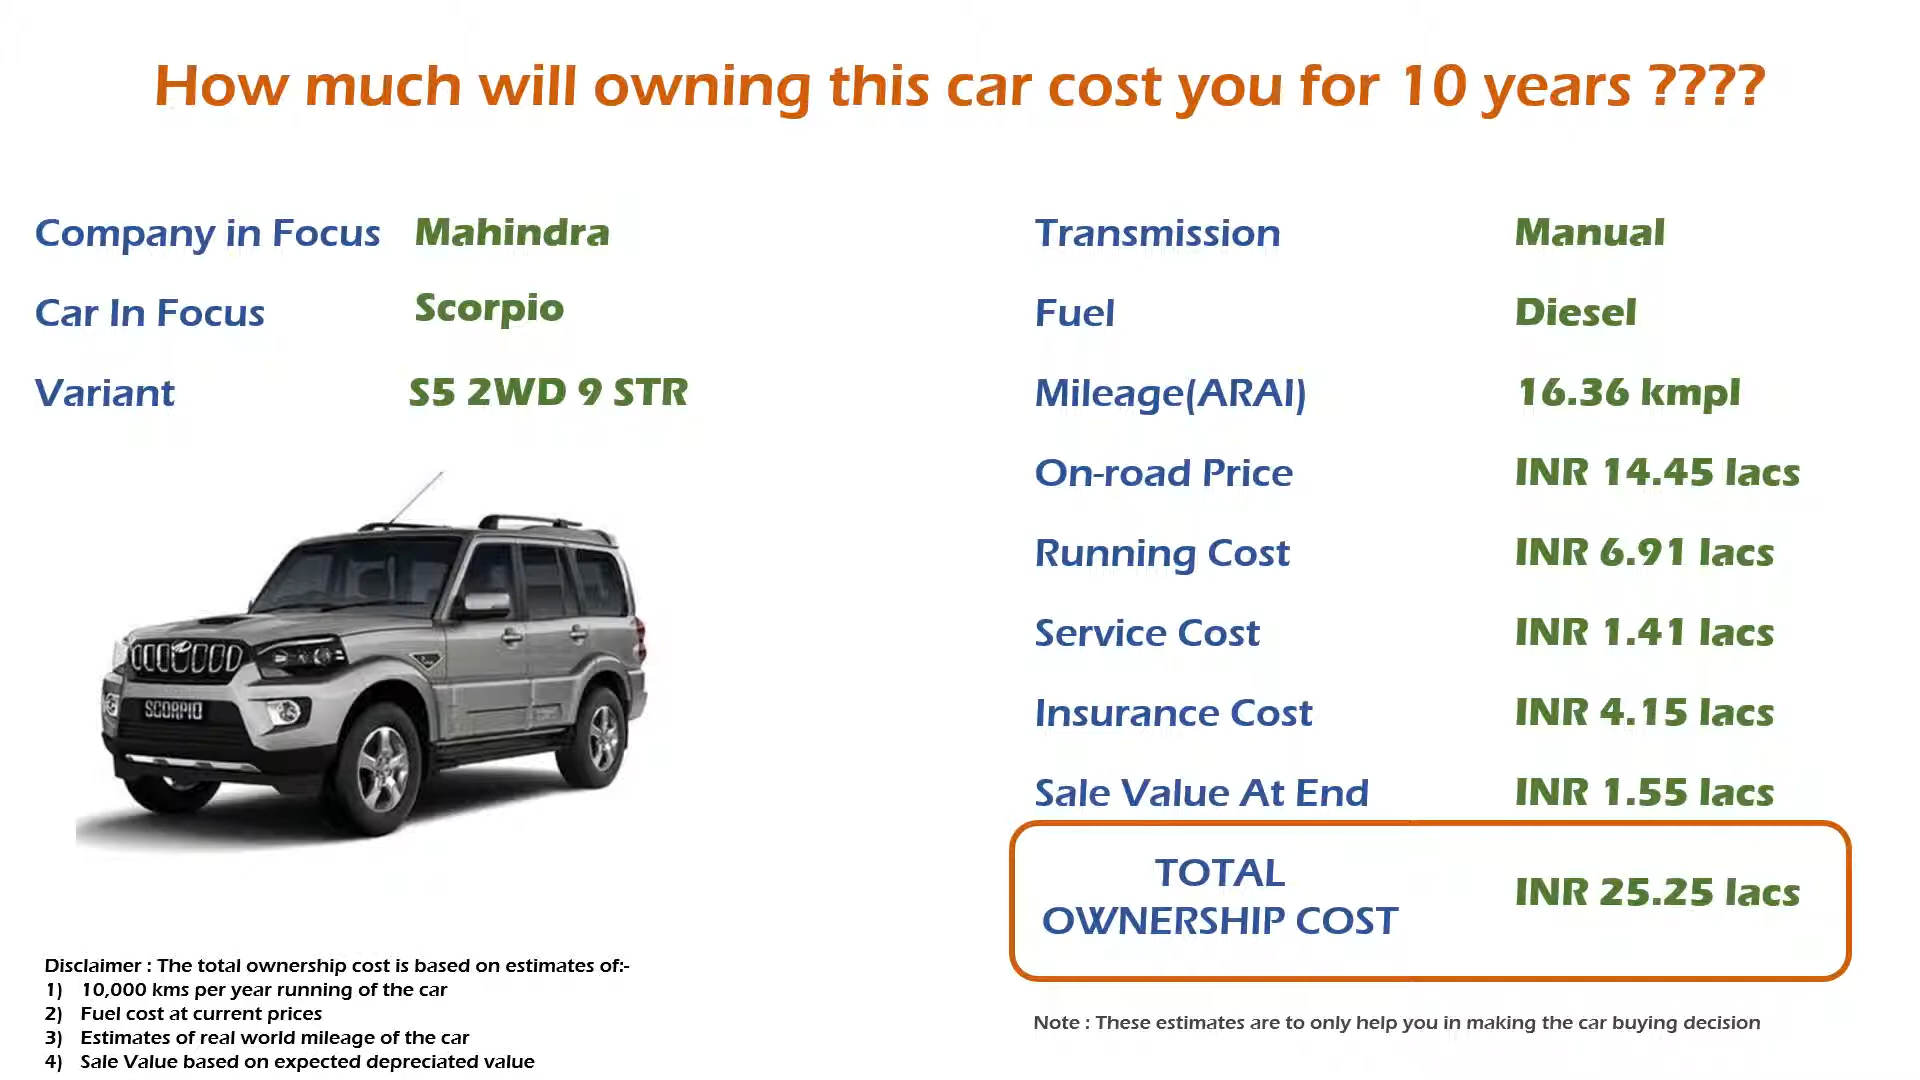 How much will owning this car cost you for 10 years ????
Company in Focus Mahindra
Car In Focus Scorpio
Variant S5 2WD 9 STR
SCORPIO
Transmission Manual
Fuel Diesel
Mileage(ARAI) 16.36 kmpl
On-road Price INR 14.45 lacs
Running Cost INR 6.91 lacs
Service Cost INR 1.41 lacs
Insurance Cost INR 4.15 lacs
Sale Value At End INR 1.55 lacs
TOTAL
OWNERSHIP COST INR 25.25 lacs
Disclaimer : The total ownership cost is based on estimates of:-
1) 10,000 kms per year running of the car
2) Fuel cost at current prices
3) Estimates of real world mileage of the car
4) Sale Value based on expected depreciated value
Note : These estimates are to only help you in making the car buying decision